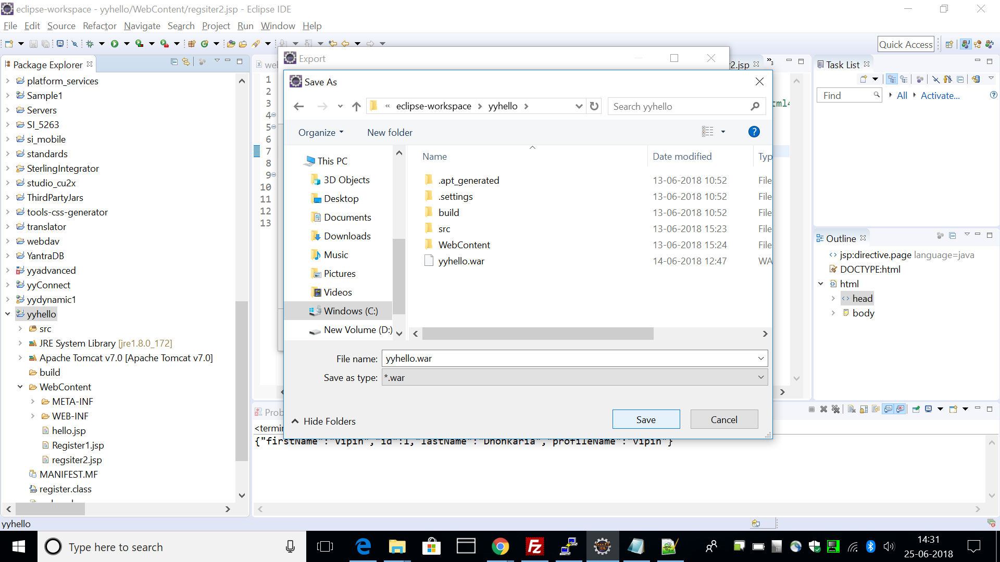 eclipse-workspace - yyhello/WebContent/regsiter2.jsp - Eclipse IDE
File Edit Source Refactor Navigate Search Project Run Window Help
Quick Access
Package Explorer
platform_services
Sample1
Servers
SI_5263
si_mobile
standards
SterlingIntegrator
studio_cu2x
ThirdPartyJars
tools-css-generator
translator
webdav
YantraDB
yyadvanced
yyConnect
yydynamic1
yyhello
src
JRE System Library [jre1.8.0_172]
Apache Tomcat v7.0 [Apache Tomcat v7.0]
build
WebContent
META-INF
WEB-INF
hello.jsp
Register1.jsp
regsiter2.jsp
MANIFEST.MF
register.class
yyhello
we
r2.jsp
3
1
2
3
4
5
6
7
8
9
10
11
12
13
Export
Save As
« eclipse-workspace > yyhello >
Search yyhello
Organize
New folder
This PC
3D Objects
Desktop
Documents
Downloads
Music
Pictures
Videos
Windows (C:)
New Volume (D:)
Name Date modified Typ
.apt_generated 13-06-2018 10:52 File
.settings 13-06-2018 10:52 File
build 13-06-2018 10:52 File
src 13-06-2018 15:23 File
WebContent 13-06-2018 15:24 File
yyhello.war 14-06-2018 12:47 WA
File name: yyhello.war
Save as type: *.war
Hide Folders
Save
Cancel
Prob
<termin
{"firstName":"Vipin","id":1,"lastName":"Dhonkaria","profileName":"vipin"}
Task List
Find
All
Activate...
Outline
jsp:directive.page language=java
DOCTYPE:html
html
head
body
Type here to search
14:31
25-06-2018